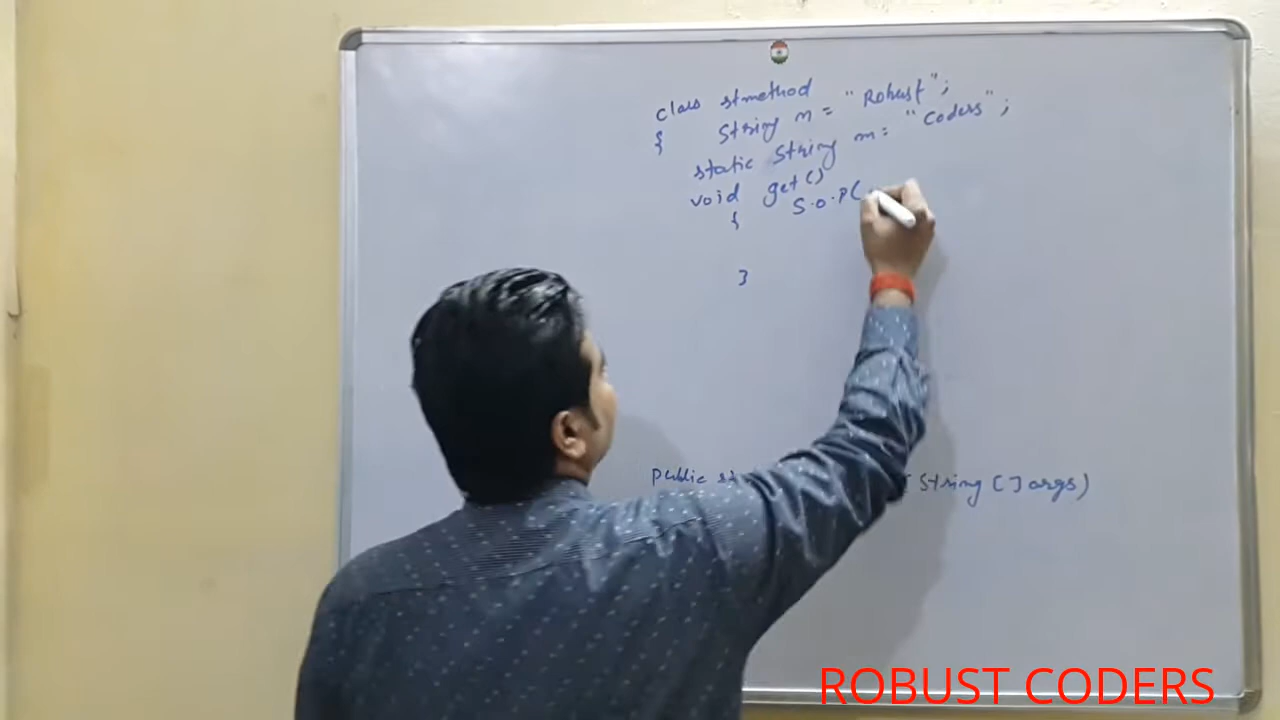 class stmethod
{ String n = "Robust";
static String m= "Coders";
void get()
{ S.O.P(
}
public st String []args)
ROBUST CODERS